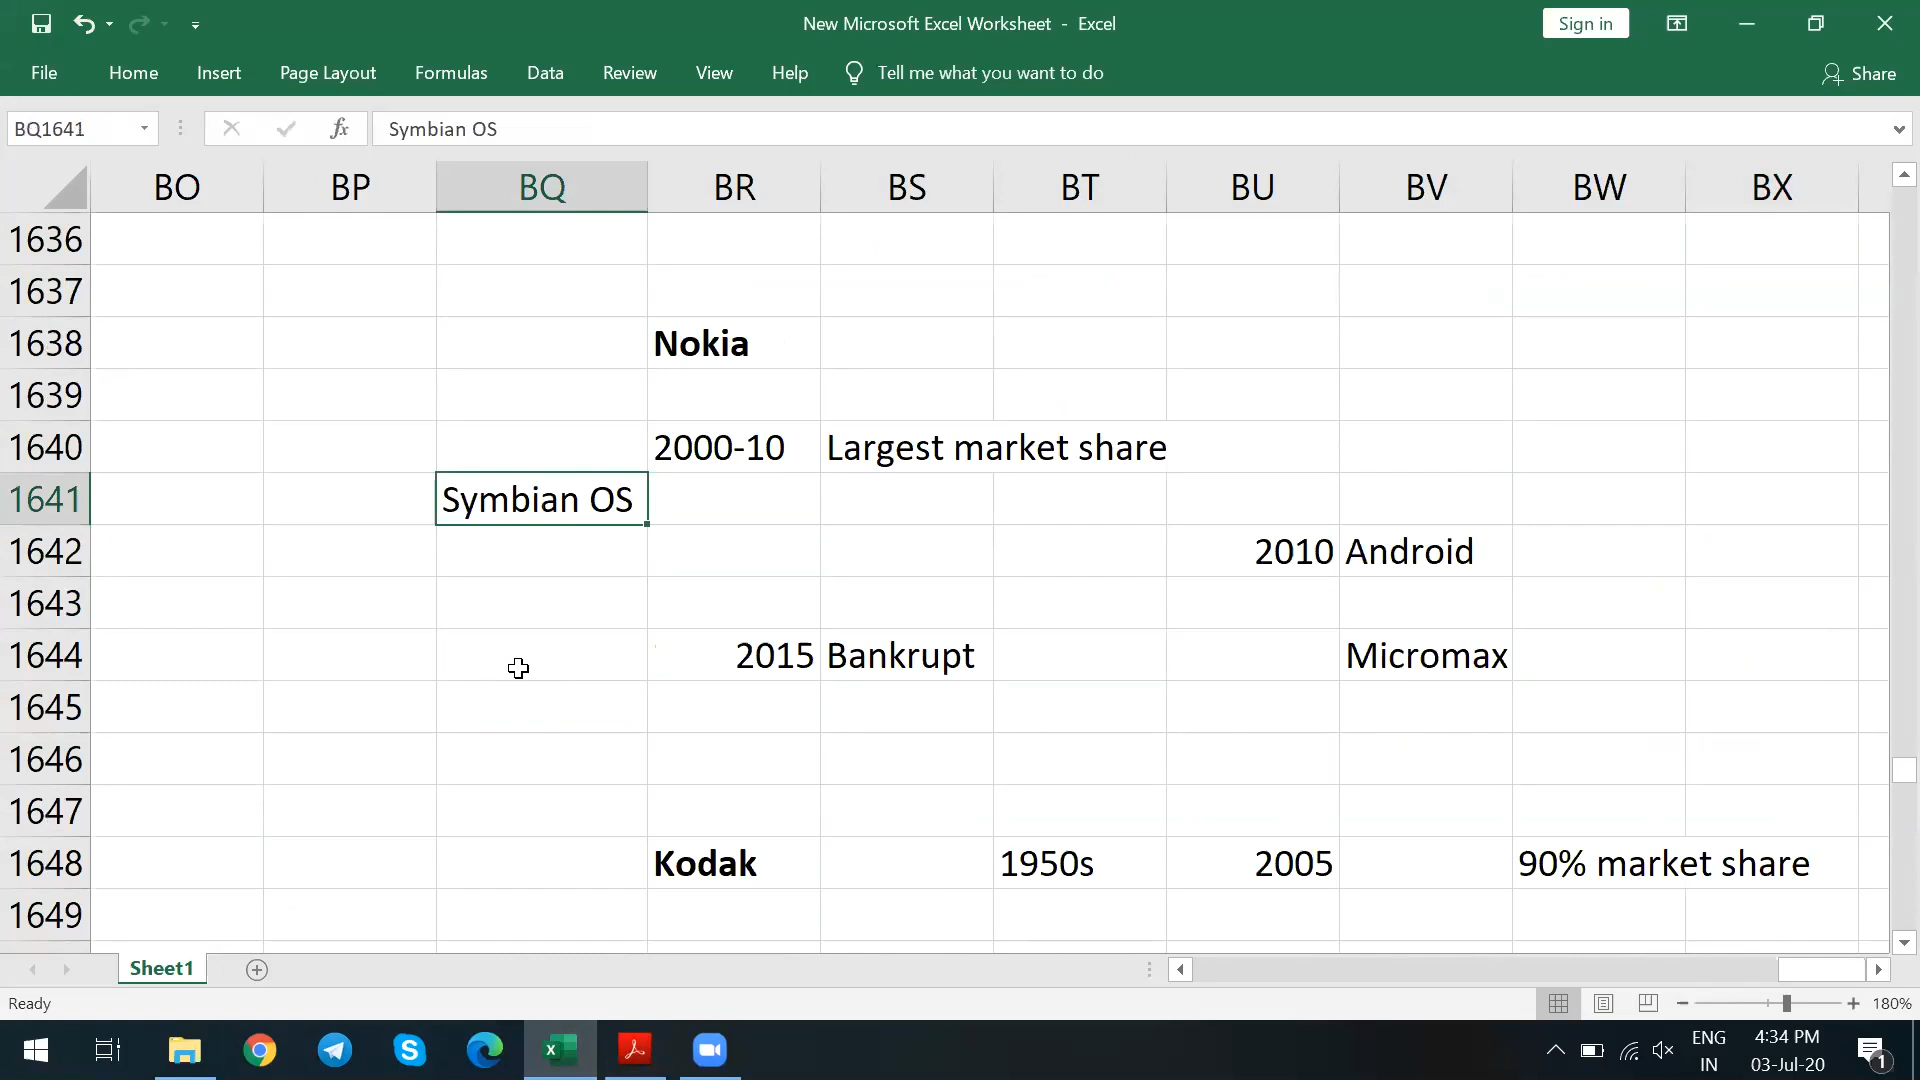 New Microsoft Excel Worksheet - Excel
Sign in
File Home Insert Page Layout Formulas Data Review View Help Tell me what you want to do Share
BQ1641 fx Symbian OS
BO BP BQ BR BS BT BU BV BW BX
1636
1637
1638 Nokia
1639
1640 2000-10 Largest market share
1641 Symbian OS
1642 2010 Android
1643
1644 2015 Bankrupt Micromax
1645
1646
1647
1648 Kodak 1950s 2005 90% market share
1649
Sheet1
Ready 180%
ENG 4:34 PM
IN 03-Jul-20 1